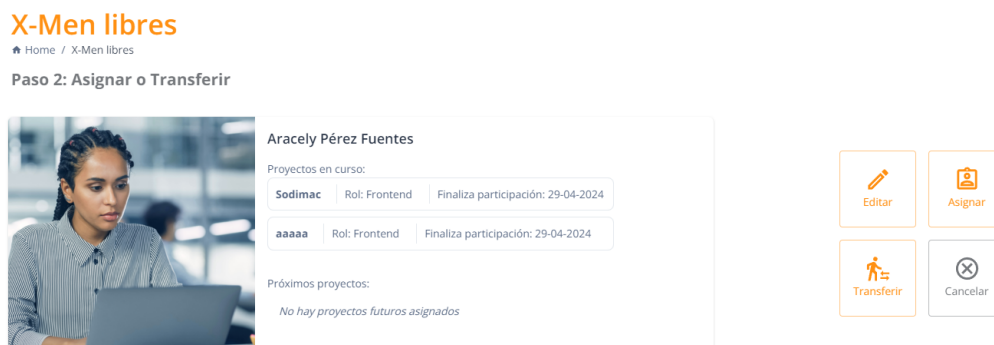 X-Men libres
Home / X-Men libres
Paso 2: Asignar o Transferir
Aracely Pérez Fuentes
Proyectos en curso:
Sodimac Rol: Frontend Finaliza participación: 29-04-2024
aaaaa Rol: Frontend Finaliza participación: 29-04-2024
Próximos proyectos:
No hay proyectos futuros asignados
Editar Asignar
Transferir Cancelar